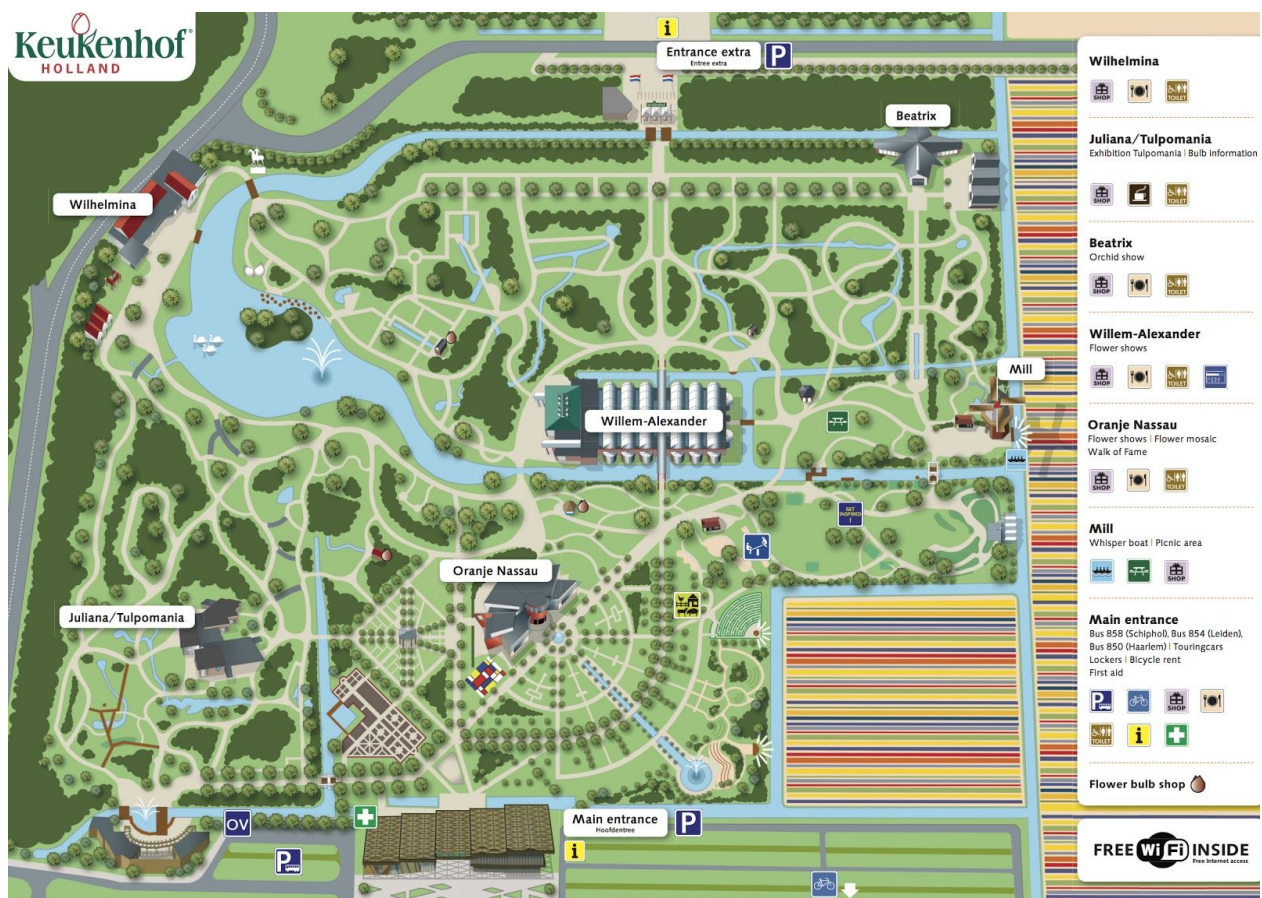 Keukenhof
HOLLAND
i
Entrance extra
Entree extra
P
Beatrix
Wilhelmina
Mill
Willem-Alexander
GET
INSPIRED
!
Oranje Nassau
Juliana/Tulpomania
OV
P
Main entrance
Hoofdentree
P
i
Wilhelmina
SHOP
TOILET
Juliana/Tulpomania
Exhibition Tulpomania | Bulb information
SHOP
TOILET
Beatrix
Orchid show
SHOP
TOILET
Willem-Alexander
Flower shows
SHOP
TOILET
Oranje Nassau
Flower shows | Flower mosaic
Walk of Fame
SHOP
TOILET
Mill
Whisper boat | Picnic area
SHOP
Main entrance
Bus 858 (Schiphol), Bus 854 (Leiden),
Bus 850 (Haarlem) | Touringcars
Lockers | Bicycle rent
First aid
P
SHOP
TOILET
i
Flower bulb shop
FREE WiFi INSIDE
Free Internet access